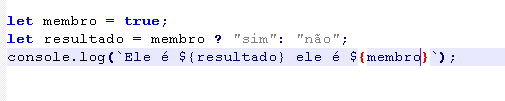 let membro = true;
let resultado = membro ? "sim": "não";
console.log(`Ele é ${resultado} ele é ${membro}`);